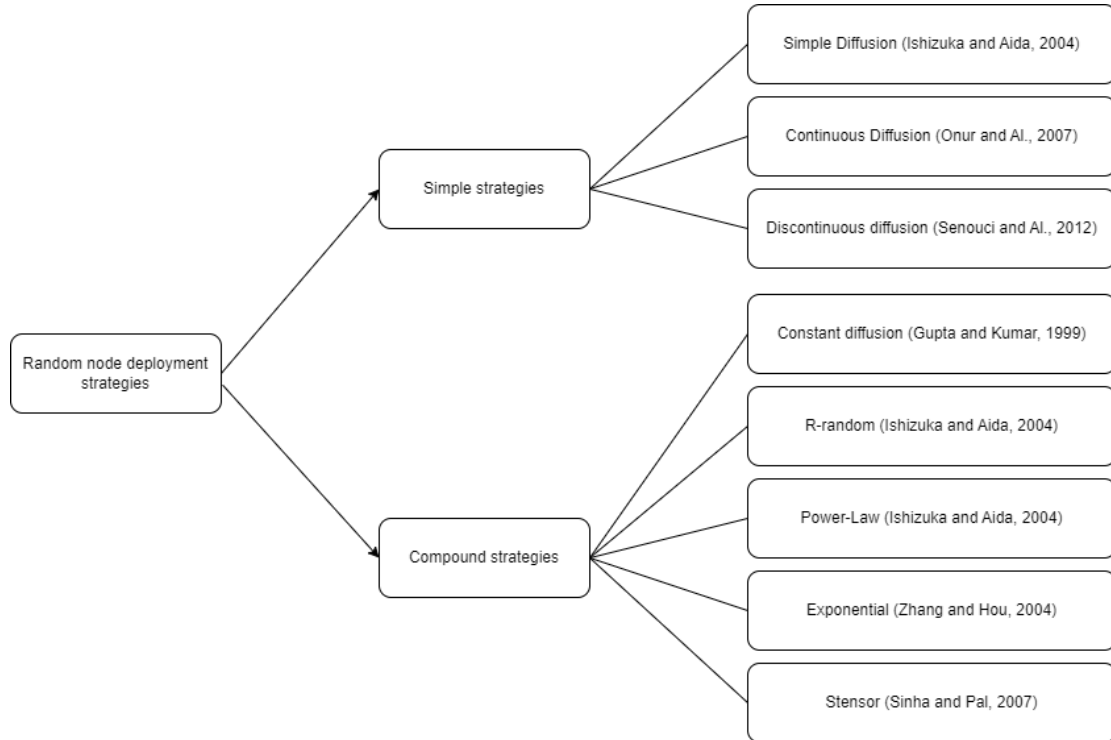 Random node deployment
strategies
Simple strategies
Simple Diffusion (Ishizuka and Aida, 2004)
Continuous Diffusion (Onur and Al., 2007)
Discontinuous diffusion (Senouci and Al., 2012)
Compound strategies
Constant diffusion (Gupta and Kumar, 1999)
R-random (Ishizuka and Aida, 2004)
Power-Law (Ishizuka and Aida, 2004)
Exponential (Zhang and Hou, 2004)
Stensor (Sinha and Pal, 2007)